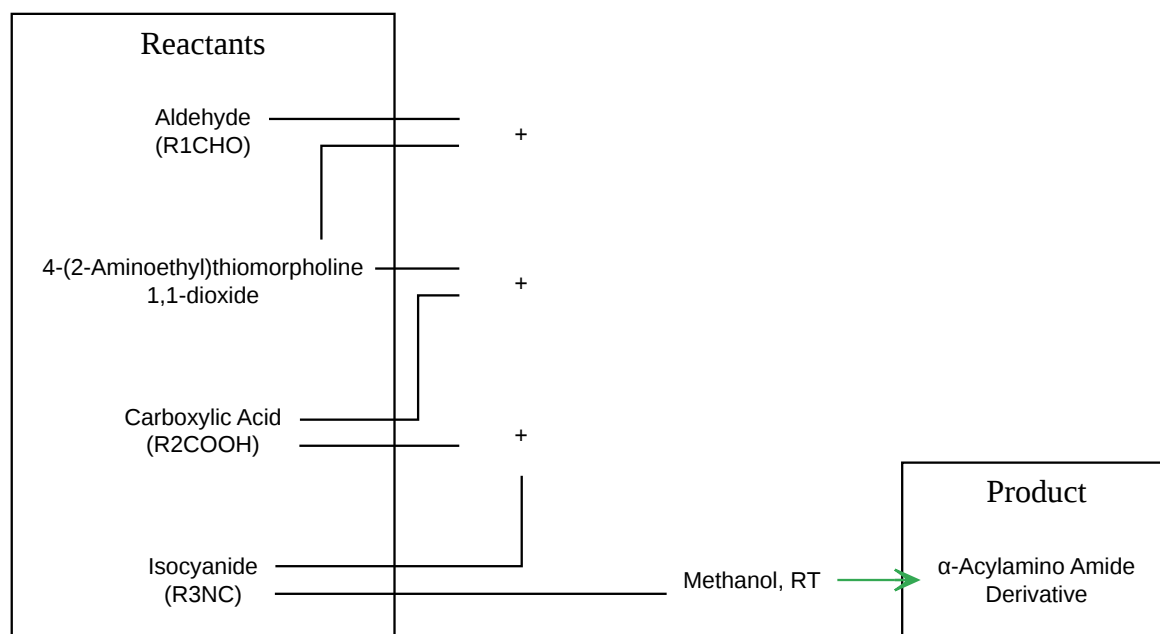 Reactants
Aldehyde
(R1CHO)
+
4-(2-Aminoethyl)thiomorpholine
1,1-dioxide
+
Carboxylic Acid
(R2COOH)
+
Isocyanide
(R3NC)
Methanol, RT
Product
α-Acylamino Amide
Derivative